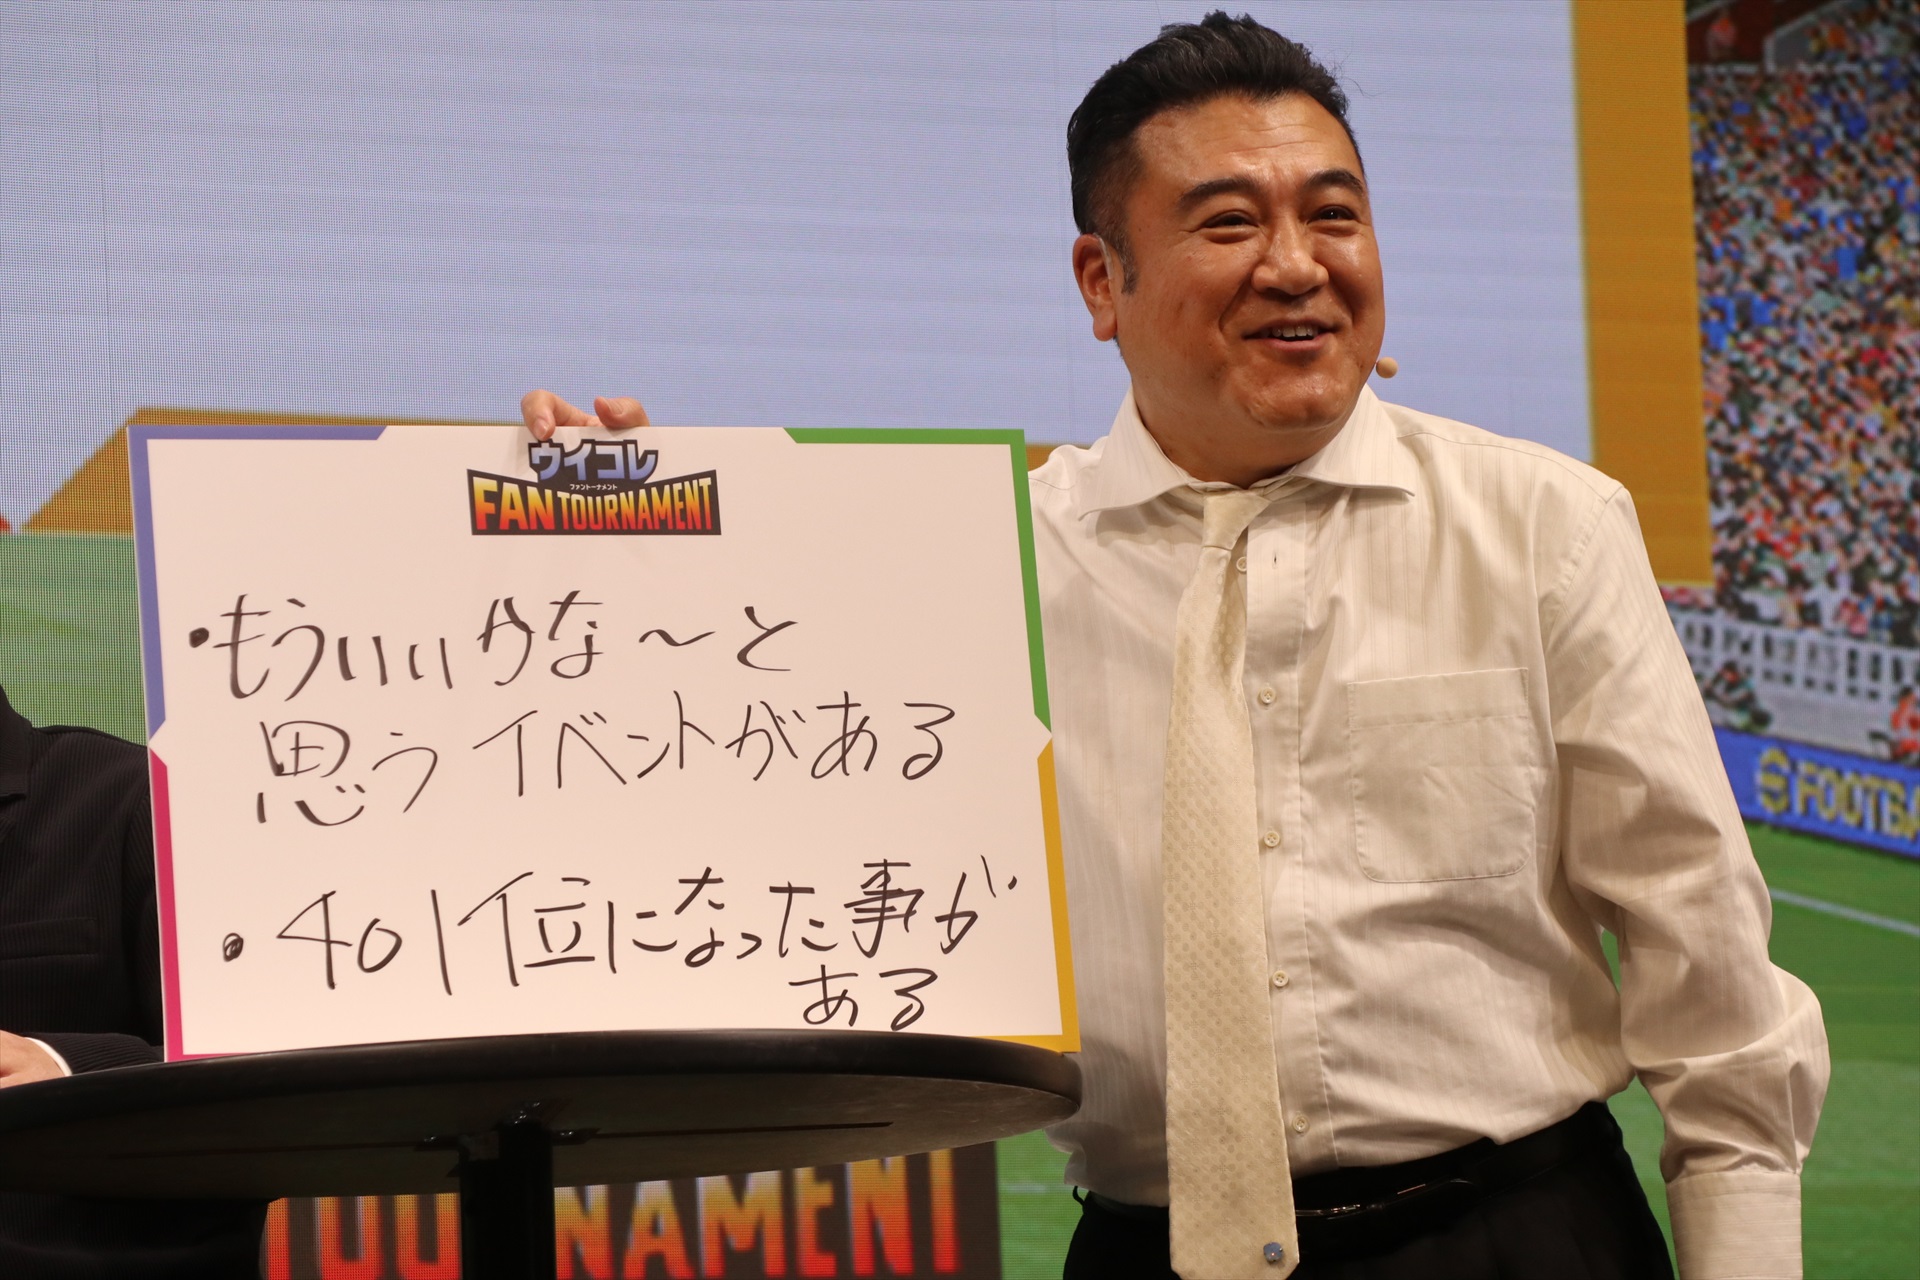 ウイコレ
ファントーナメント
FAN TOURNAMENT
・もういいかな〜と
思うイベントがある
・401位になった事が
ある
FOOTBA
TOURNAMENT